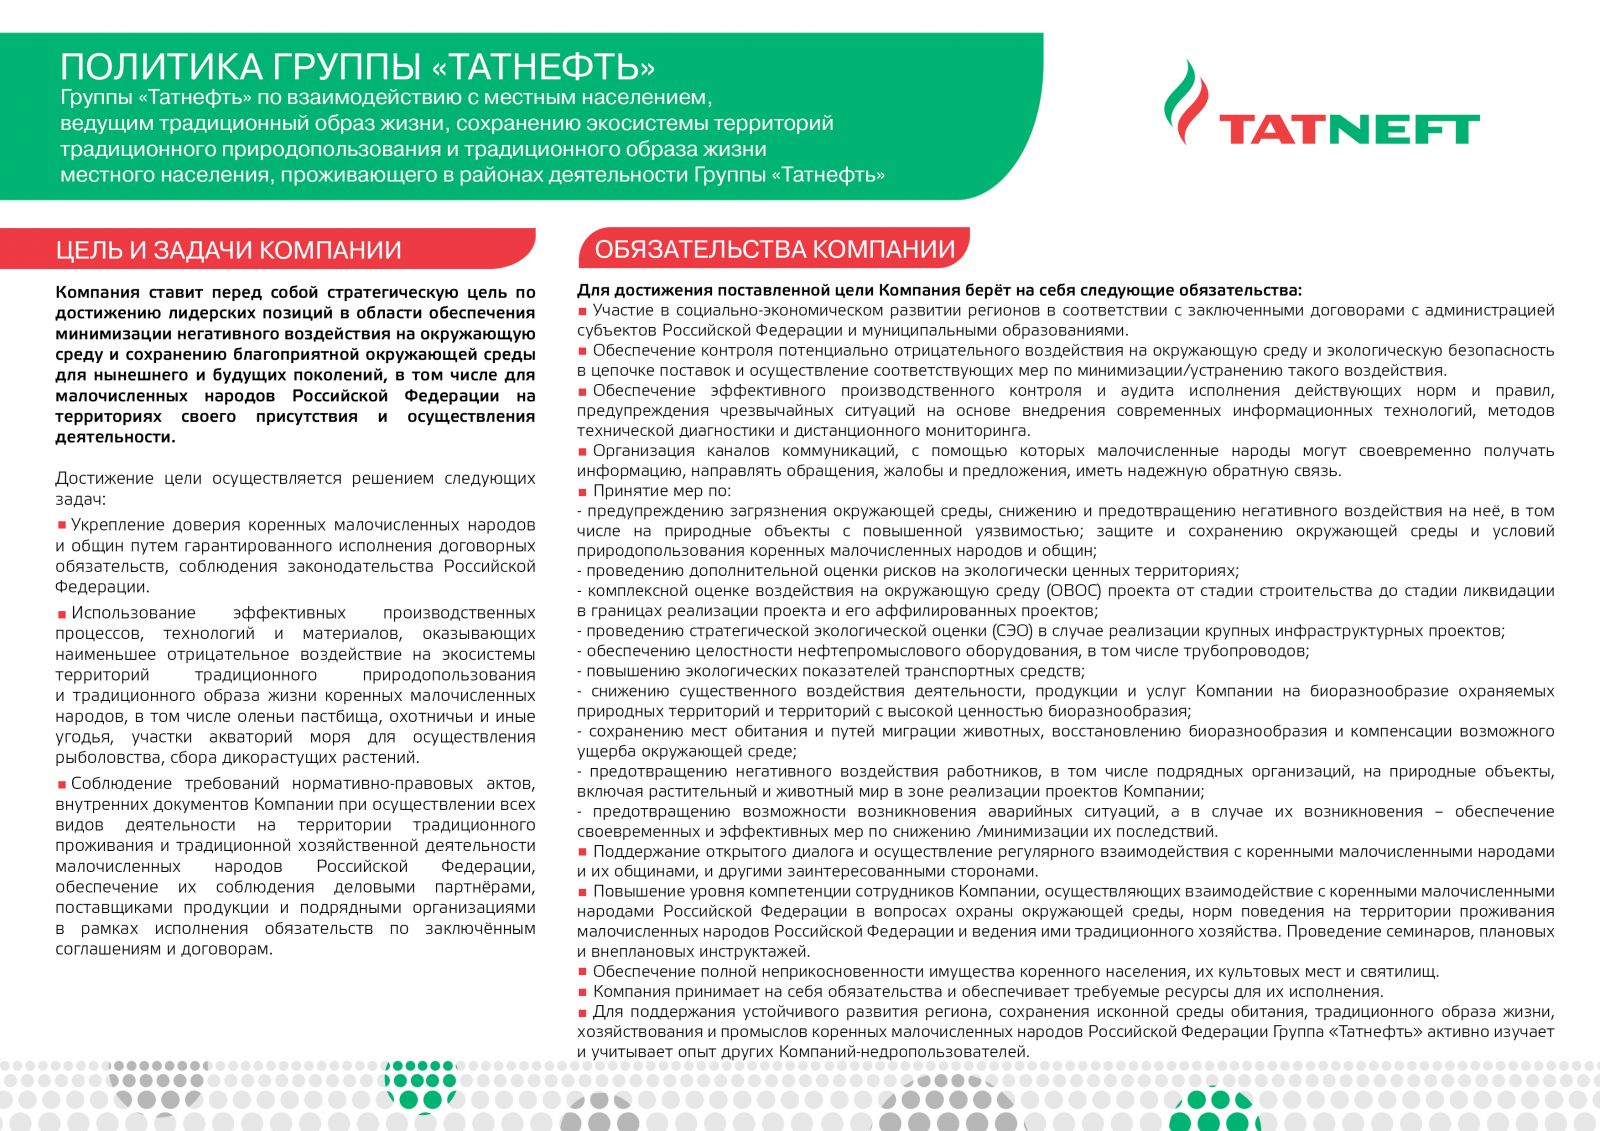 ПОЛИТИКА ГРУППЫ «ТАТНЕФТЬ»
Группы «Татнефть» по взаимодействию с местным населением,
ведущим традиционный образ жизни, сохранению экосистемы территорий
традиционного природопользования и традиционного образа жизни
местного населения, проживающего в районах деятельности Группы «Татнефть»
TATNEFT
ЦЕЛЬ И ЗАДАЧИ КОМПАНИИ
Компания ставит перед собой стратегическую цель по
достижению лидерских позиций в области обеспечения
минимизации негативного воздействия на окружающую
среду и сохранению благоприятной окружающей среды
для нынешнего и будущих поколений, в том числе для
малочисленных народов Российской Федерации на
территориях своего присутствия и осуществления
деятельности.
Достижение цели осуществляется решением следующих
задач:
■ Укрепление доверия коренных малочисленных народов
и общин путем гарантированного исполнения договорных
обязательств, соблюдения законодательства Российской
Федерации.
■ Использование эффективных производственных
процессов, технологий и материалов, оказывающих
наименьшее отрицательное воздействие на экосистемы
территорий традиционного природопользования
и традиционного образа жизни коренных малочисленных
народов, в том числе оленьи пастбища, охотничьи и иные
угодья, участки акваторий моря для осуществления
рыболовства, сбора дикорастущих растений.
■ Соблюдение требований нормативно-правовых актов,
внутренних документов Компании при осуществлении всех
видов деятельности на территории традиционного
проживания и традиционной хозяйственной деятельности
малочисленных народов Российской Федерации,
обеспечение их соблюдения деловыми партнёрами,
поставщиками продукции и подрядными организациями
в рамках исполнения обязательств по заключённым
соглашениям и договорам.
ОБЯЗАТЕЛЬСТВА КОМПАНИИ
Для достижения поставленной цели Компания берёт на себя следующие обязательства:
■ Участие в социально-экономическом развитии регионов в соответствии с заключенными договорами с администрацией
субъектов Российской Федерации и муниципальными образованиями.
■ Обеспечение контроля потенциально отрицательного воздействия на окружающую среду и экологическую безопасность
в цепочке поставок и осуществление соответствующих мер по минимизации/устранению такого воздействия.
■ Обеспечение эффективного производственного контроля и аудита исполнения действующих норм и правил,
предупреждения чрезвычайных ситуаций на основе внедрения современных информационных технологий, методов
технической диагностики и дистанционного мониторинга.
■ Организация каналов коммуникаций, с помощью которых малочисленные народы могут своевременно получать
информацию, направлять обращения, жалобы и предложения, иметь надежную обратную связь.
■ Принятие мер по:
- предупреждению загрязнения окружающей среды, снижению и предотвращению негативного воздействия на неё, в том
числе на природные объекты с повышенной уязвимостью; защите и сохранению окружающей среды и условий
природопользования коренных малочисленных народов и общин;
- проведению дополнительной оценки рисков на экологически ценных территориях;
- комплексной оценке воздействия на окружающую среду (ОВОС) проекта от стадии строительства до стадии ликвидации
в границах реализации проекта и его аффилированных проектов;
- проведению стратегической экологической оценки (СЭО) в случае реализации крупных инфраструктурных проектов;
- обеспечению целостности нефтепромыслового оборудования, в том числе трубопроводов;
- повышению экологических показателей транспортных средств;
- снижению существенного воздействия деятельности, продукции и услуг Компании на биоразнообразие охраняемых
природных территорий и территорий с высокой ценностью биоразнообразия;
- сохранению мест обитания и путей миграции животных, восстановлению биоразнообразия и компенсации возможного
ущерба окружающей среде;
- предотвращению негативного воздействия работников, в том числе подрядных организаций, на природные объекты,
включая растительный и животный мир в зоне реализации проектов Компании;
- предотвращению возможности возникновения аварийных ситуаций, а в случае их возникновения – обеспечение
своевременных и эффективных мер по снижению /минимизации их последствий.
■ Поддержание открытого диалога и осуществление регулярного взаимодействия с коренными малочисленными народами
и их общинами, и другими заинтересованными сторонами.
■ Повышение уровня компетенции сотрудников Компании, осуществляющих взаимодействие с коренными малочисленными
народами Российской Федерации в вопросах охраны окружающей среды, норм поведения на территории проживания
малочисленных народов Российской Федерации и ведения ими традиционного хозяйства. Проведение семинаров, плановых
и внеплановых инструктажей.
■ Обеспечение полной неприкосновенности имущества коренного населения, их культовых мест и святилищ.
■ Компания принимает на себя обязательства и обеспечивает требуемые ресурсы для их исполнения.
■ Для поддержания устойчивого развития региона, сохранения исконной среды обитания, традиционного образа жизни,
хозяйствования и промыслов коренных малочисленных народов Российской Федерации Группа «Татнефть» активно изучает
и учитывает опыт других Компаний-недропользователей.